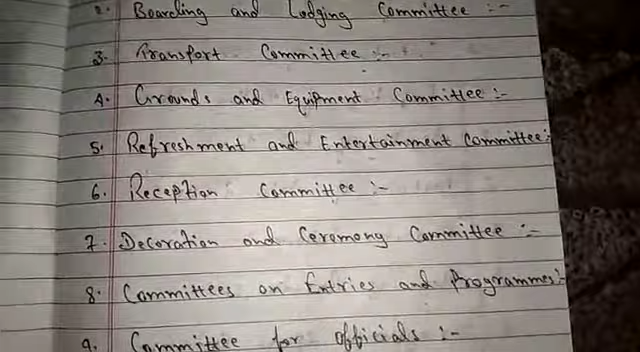 2. Boarding and Lodging Committee :-
3. Transport Committee :-
4. Grounds and Equipment Committee :-
5. Refreshment and Entertainment Committee:-
6. Reception Committee :-
7. Decoration and Ceremony Committee :-
8. Committees on Entries and Programmes:-
9. Committee for Officials :-